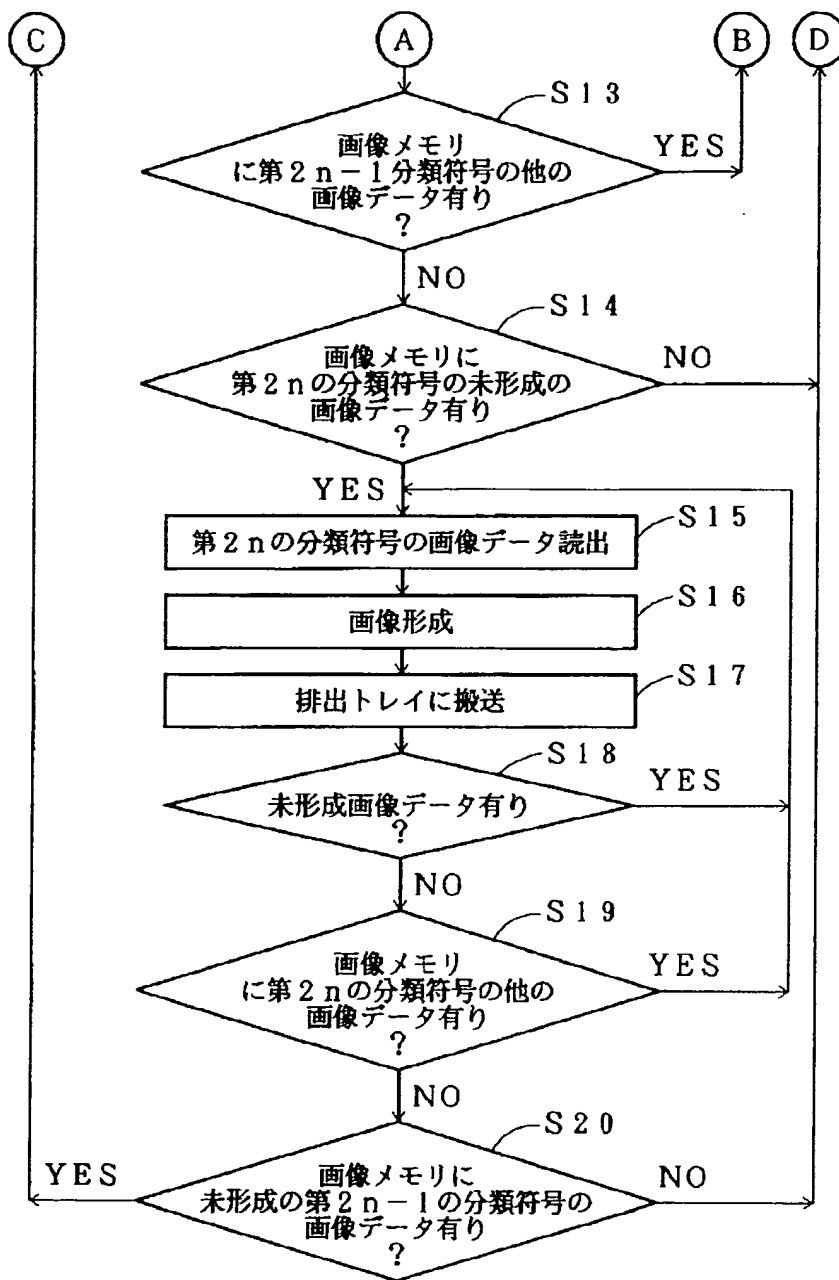 C
A
B
D
S13
画像メモリ
に第2n-1分類符号の他の
画像データ有り
?
YES
NO
S14
画像メモリに
第2nの分類符号の未形成の
画像データ有り
?
NO
YES
S15
第2nの分類符号の画像データ読出
S16
画像形成
S17
排出トレイに搬送
S18
未形成画像データ有り
?
YES
NO
S19
画像メモリ
に第2nの分類符号の他の
画像データ有り
?
YES
NO
S20
YES
画像メモリに
未形成の第2n-1の分類符号の
画像データ有り
?
NO